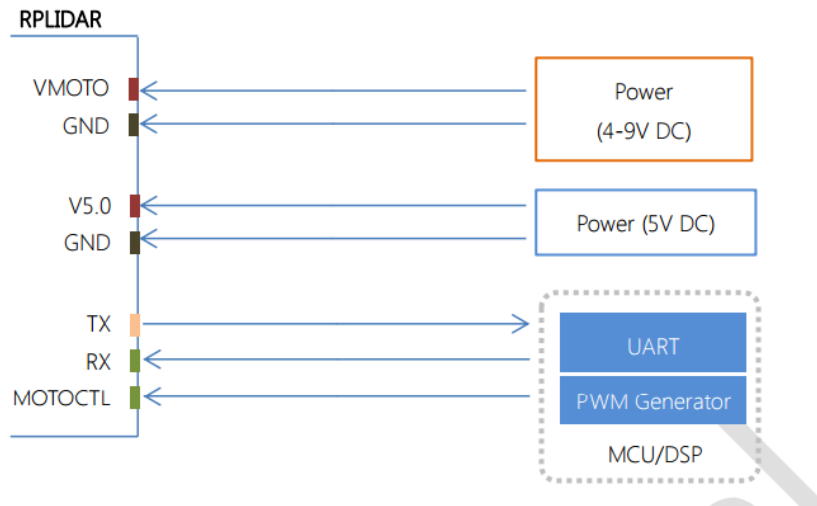 RPLIDAR
VMOTO
GND
Power
(4-9V DC)
V5.0
GND
Power (5V DC)
TX
RX
MOTOCTL
UART
PWM Generator
MCU/DSP